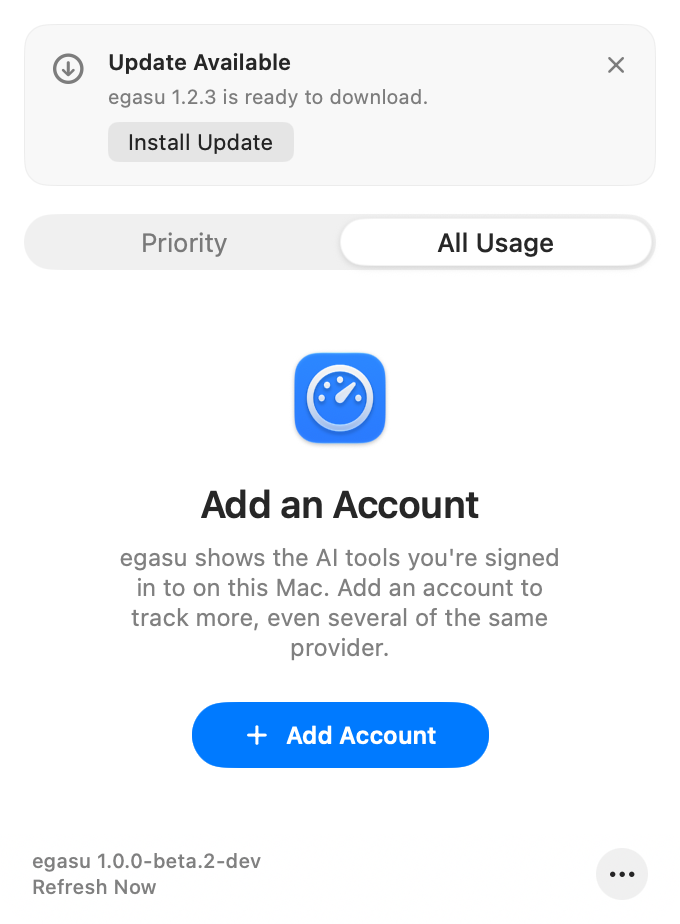 Update Available
egasu 1.2.3 is ready to download.
Install Update
Priority
All Usage
Add an Account
egasu shows the AI tools you're signed
in to on this Mac. Add an account to
track more, even several of the same
provider.
+ Add Account
egasu 1.0.0-beta.2-dev
Refresh Now